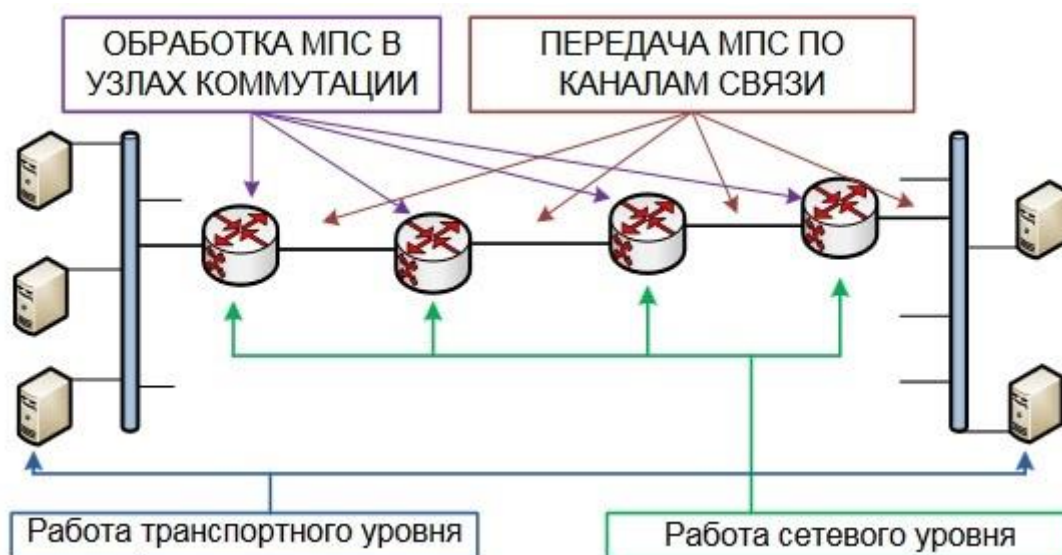 ОБРАБОТКА МПС В
УЗЛАХ КОММУТАЦИИ
ПЕРЕДАЧА МПС ПО
КАНАЛАМ СВЯЗИ
Работа транспортного уровня
Работа сетевого уровня